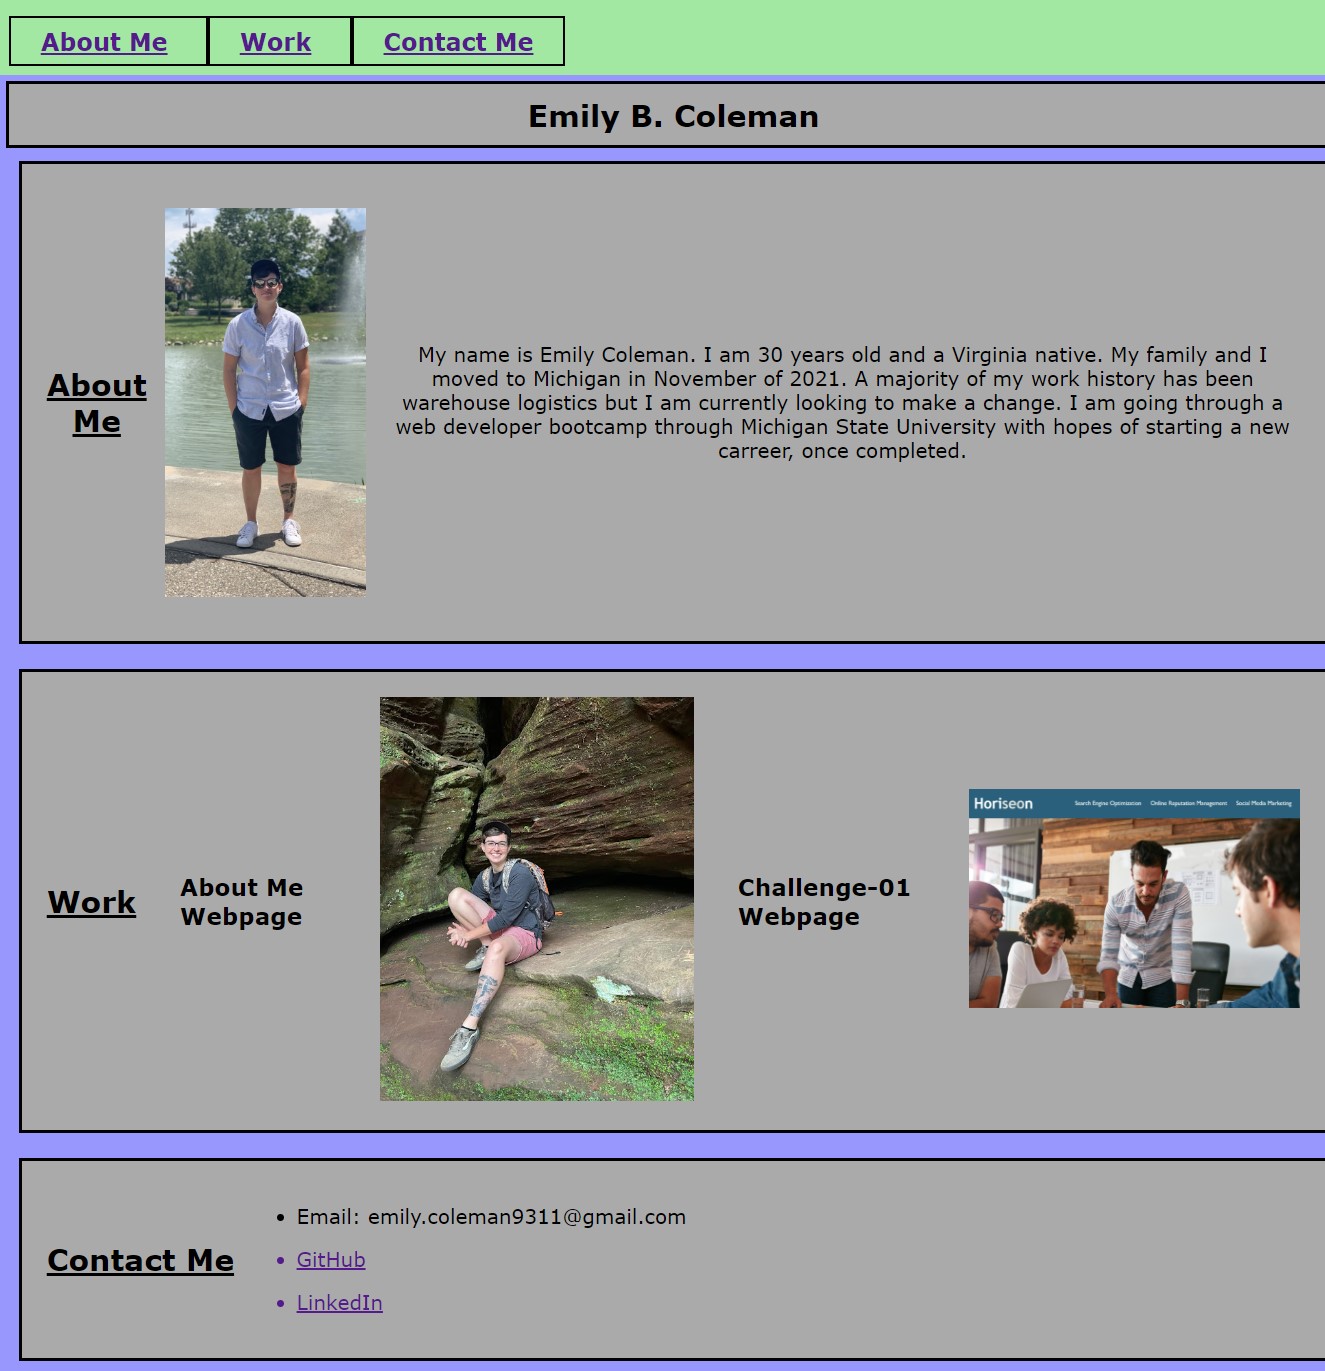 About Me
Work
Contact Me
Emily B. Coleman
About
Me
My name is Emily Coleman. I am 30 years old and a Virginia native. My family and I
moved to Michigan in November of 2021. A majority of my work history has been
warehouse logistics but I am currently looking to make a change. I am going through a
web developer bootcamp through Michigan State University with hopes of starting a new
carreer, once completed.
Work
About Me
Webpage
Challenge-01
Webpage
Horiseon
Search Engine Optimization
Online Reputation Management
Social Media Marketing
Contact Me
• Email: emily.coleman9311@gmail.com
• GitHub
• LinkedIn